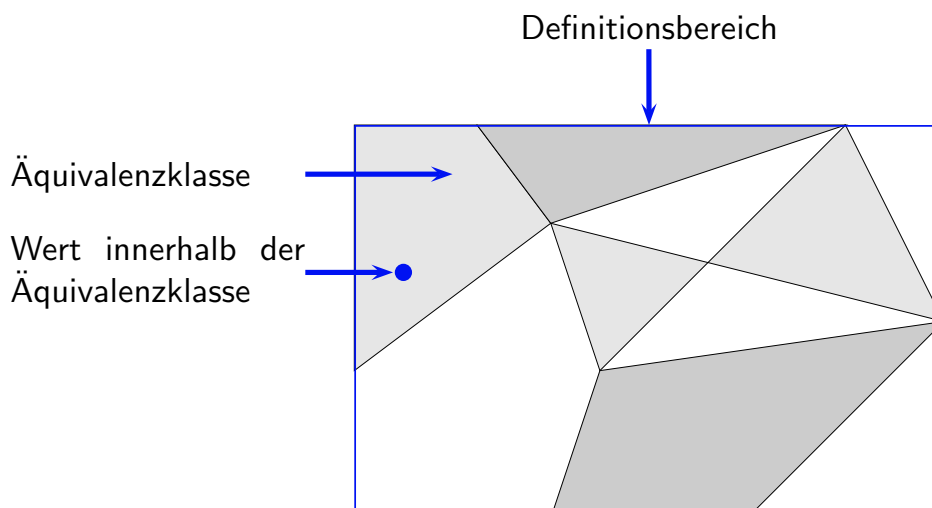 Definitionsbereich
Äquivalenzklasse
Wert innerhalb der
Äquivalenzklasse